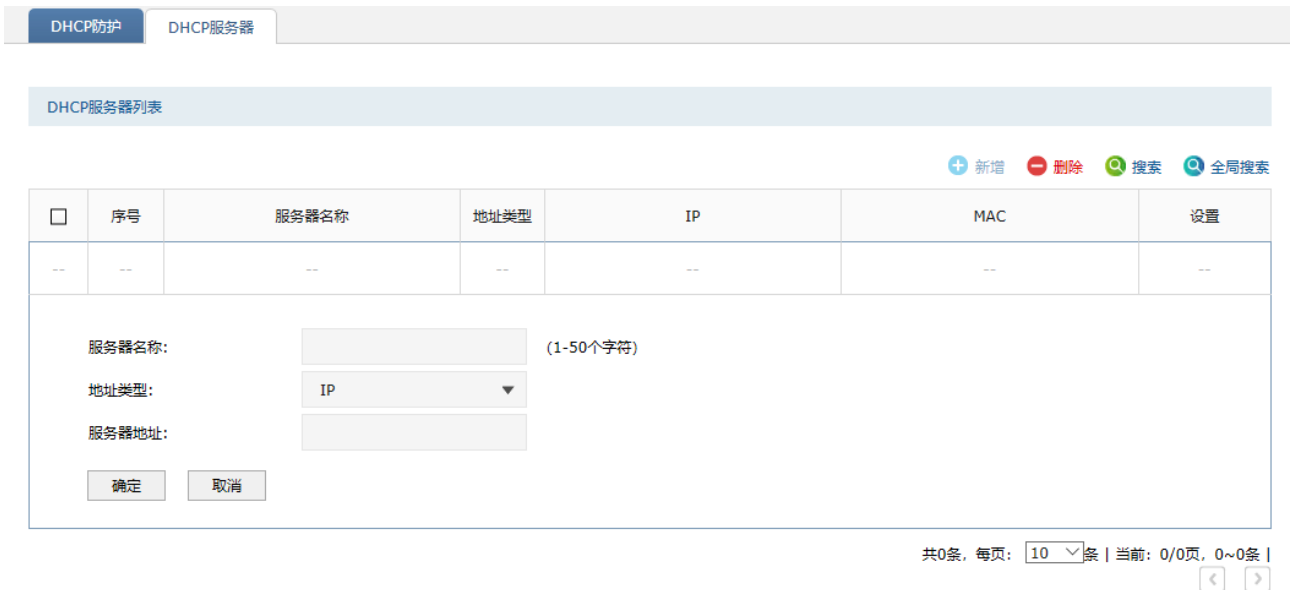 DHCP防护 DHCP服务器
DHCP服务器列表
新增 删除 搜索 全局搜索
序号 服务器名称 地址类型 IP MAC 设置
-- -- -- -- -- -- --
服务器名称: (1-50个字符)
地址类型: IP
服务器地址:
确定 取消
共0条, 每页: 10 条 | 当前: 0/0页, 0~0条 |